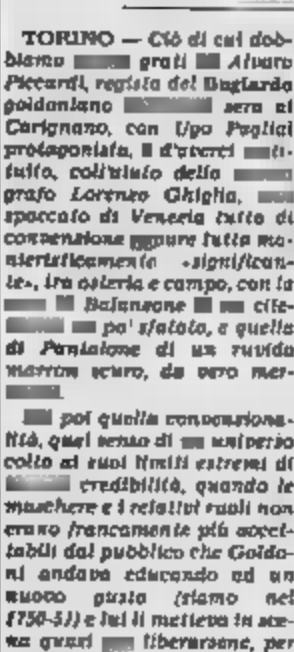 TORINO — Ciò di cui dob-
biamo grati Alvaro
Piccardi, regista del Bugiardo
goldoniano sera al
Carignano, con Ugo Pagliai
protagonista, d'averci
tuito, coll'aiuto dello
grafo Lorenzo Ghiglia,
spaccato di Venezia tutto di
convenzione eppure tutto ma-
nieristicamente «significan-
te», tra osteria e campo, con la
Balanzone
po' sfatato, e quella
di Pantalone di un ruvido
marron scuro, da vero mer-
poi quella convenziona-
lità, quel senso di universo
colto ai suoi limiti estremi di
credibilità, quando le
maschere e i relativi ruoli non
erano francamente più accet-
tabili dal pubblico che Goldo-
ni andava educando ad un
nuovo gusto (siamo nel
1750-51) e lui li metteva in sce-
na quasi liberarsene, per